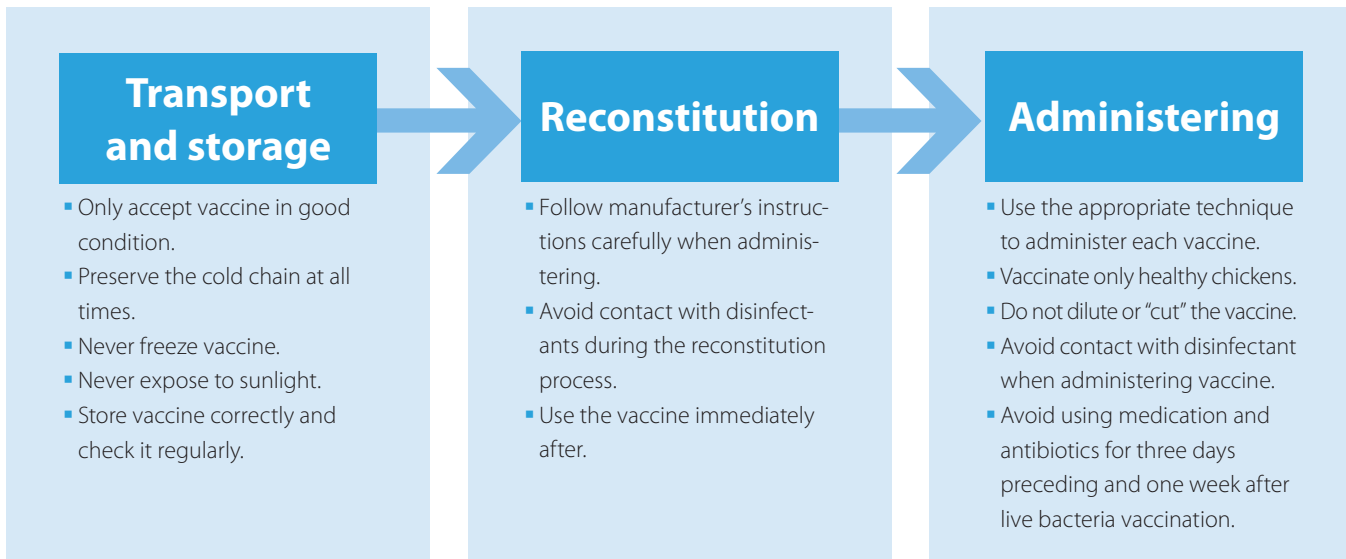 Transport
and storage
▪ Only accept vaccine in good
condition.
▪ Preserve the cold chain at all
times.
▪ Never freeze vaccine.
▪ Never expose to sunlight.
▪ Store vaccine correctly and
check it regularly.
Reconstitution
▪ Follow manufacturer’s instruc-
tions carefully when adminis-
tering.
▪ Avoid contact with disinfect-
ants during the reconstitution
process.
▪ Use the vaccine immediately
after.
Administering
▪ Use the appropriate technique
to administer each vaccine.
▪ Vaccinate only healthy chickens.
▪ Do not dilute or “cut” the vaccine.
▪ Avoid contact with disinfectant
when administering vaccine.
▪ Avoid using medication and
antibiotics for three days
preceding and one week after
live bacteria vaccination.